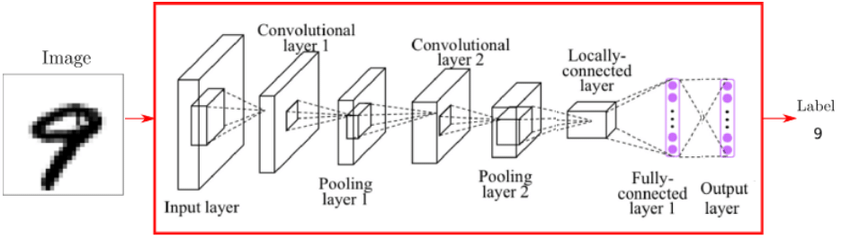 Image
Convolutional
layer 1
Convolutional
layer 2
Locally-
connected
layer
Label
9
Input layer
Pooling
layer 1
Pooling
layer 2
Fully-
connected
layer 1
Output
layer